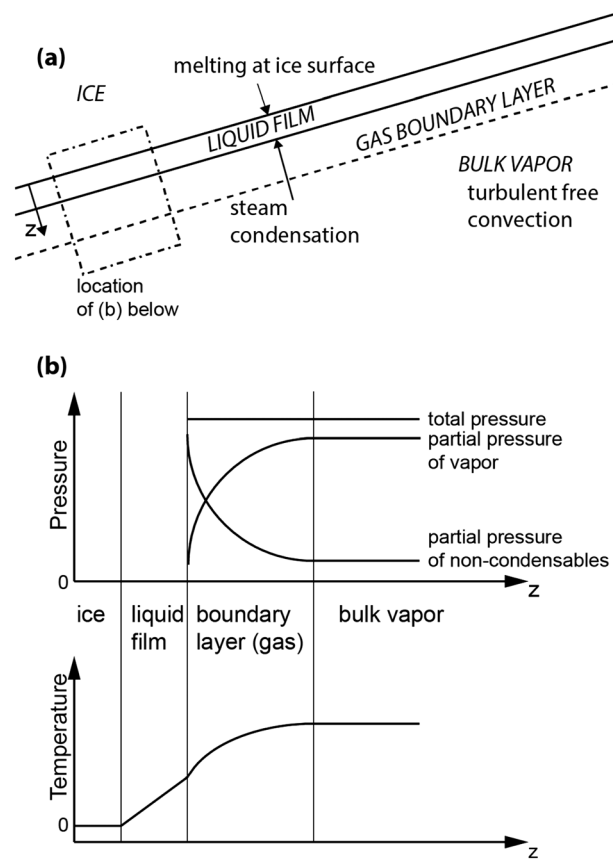 (a)
ICE
melting at ice surface
LIQUID FILM
GAS BOUNDARY LAYER
BULK VAPOR
turbulent free
convection
z
steam
condensation
location
of (b) below
(b)
Pressure
total pressure
partial pressure
of vapor
partial pressure
of non-condensables
0
z
ice
liquid
film
boundary
layer (gas)
bulk vapor
Temperature
0
z